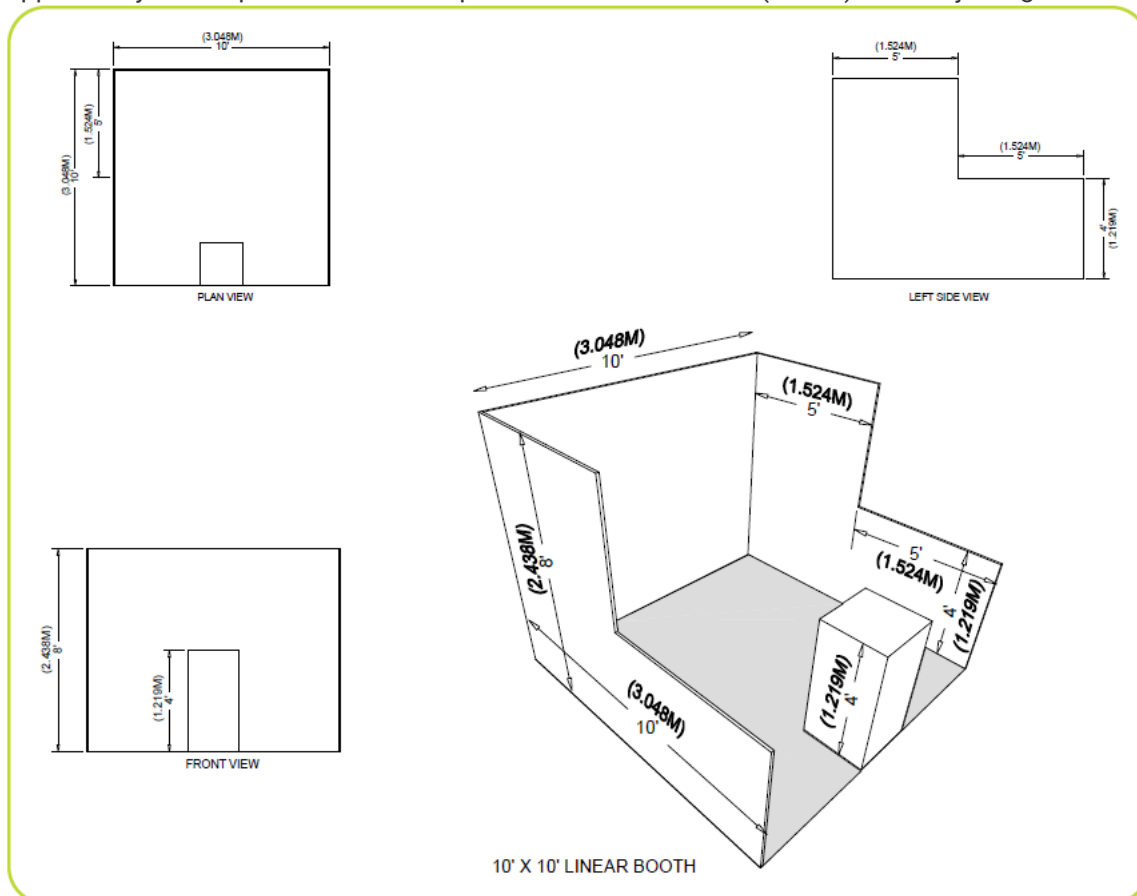 (3.048M)
10'
(3.048M)
10'
(1.524M)
5'
PLAN VIEW
(1.524M)
5'
(1.524M)
5'
4'
(1.219M)
LEFT SIDE VIEW
(3.048M)
10'
(1.524M)
5'
(2.438M)
8'
5'
(1.524M)
4'
(1.219M)
(1.219M)
4'
(3.048M)
10'
(2.438M)
8'
(1.219M)
4'
FRONT VIEW
10' X 10' LINEAR BOOTH